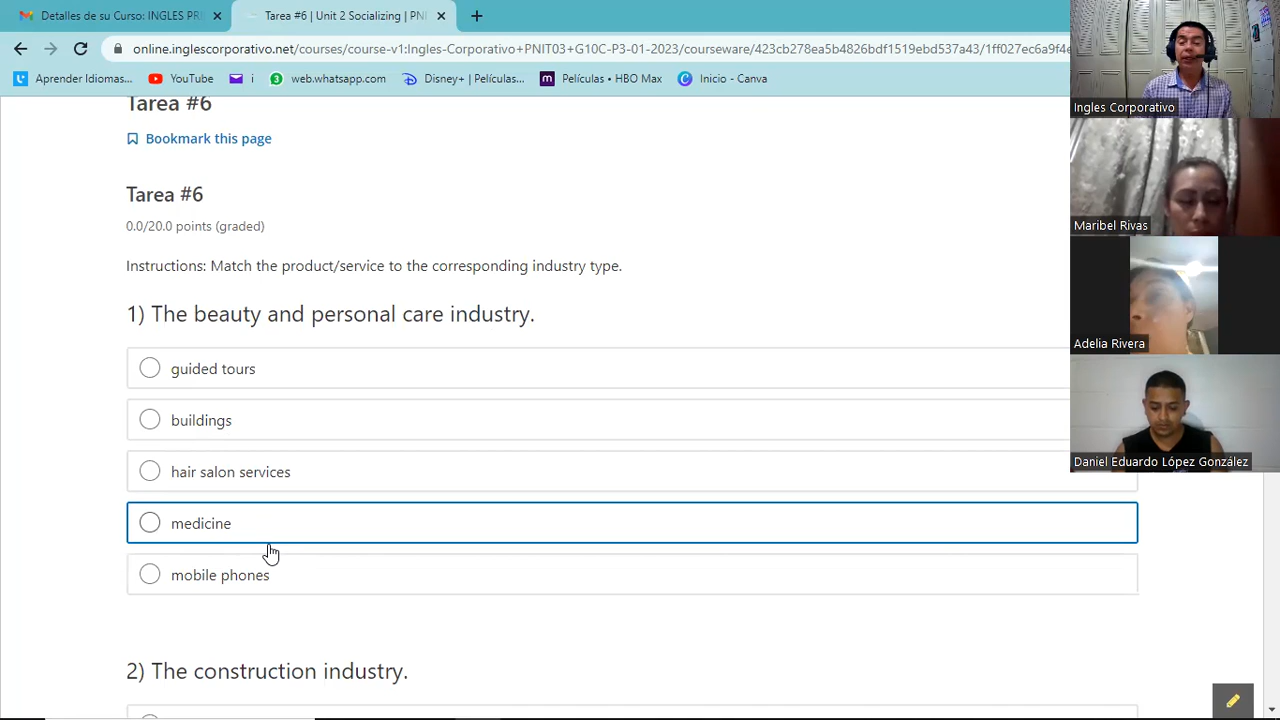 Detalles de su Curso: INGLES PRI
Tarea #6 | Unit 2 Socializing | PNI
online.inglescorporativo.net/courses/course-v1:Ingles-Corporativo+PNIT03+G10C-P3-01-2023/courseware/
Aprender Idiomas...
YouTube
i
web.whatsapp.com
Disney+ - Películas...
Películas • HBO Max
Inicio - Canva
Tarea #6
Bookmark this page
Tarea #6
0.0/20.0 points (graded)
Instructions: Match the product/service to the corresponding industry type.
1) The beauty and personal care industry.
guided tours
buildings
hair salon services
medicine
mobile phones
2) The construction industry.
Ingles Corporativo
Maribel Rivas
Adelia Rivera
Daniel Eduardo López González